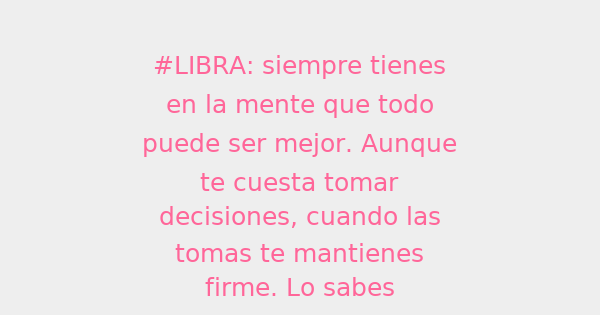 #LIBRA: siempre tienes
en la mente que todo
puede ser mejor. Aunque
te cuesta tomar
decisiones, cuando las
tomas te mantienes
firme. Lo sabes